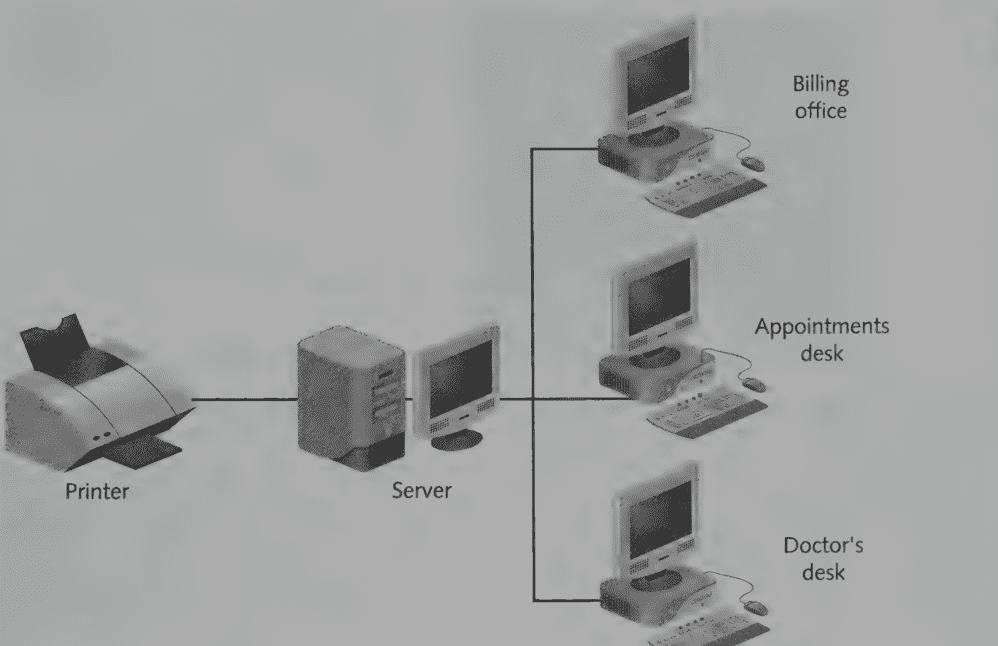 Billing
office
Appointments
desk
Printer
Server
Doctor's
desk